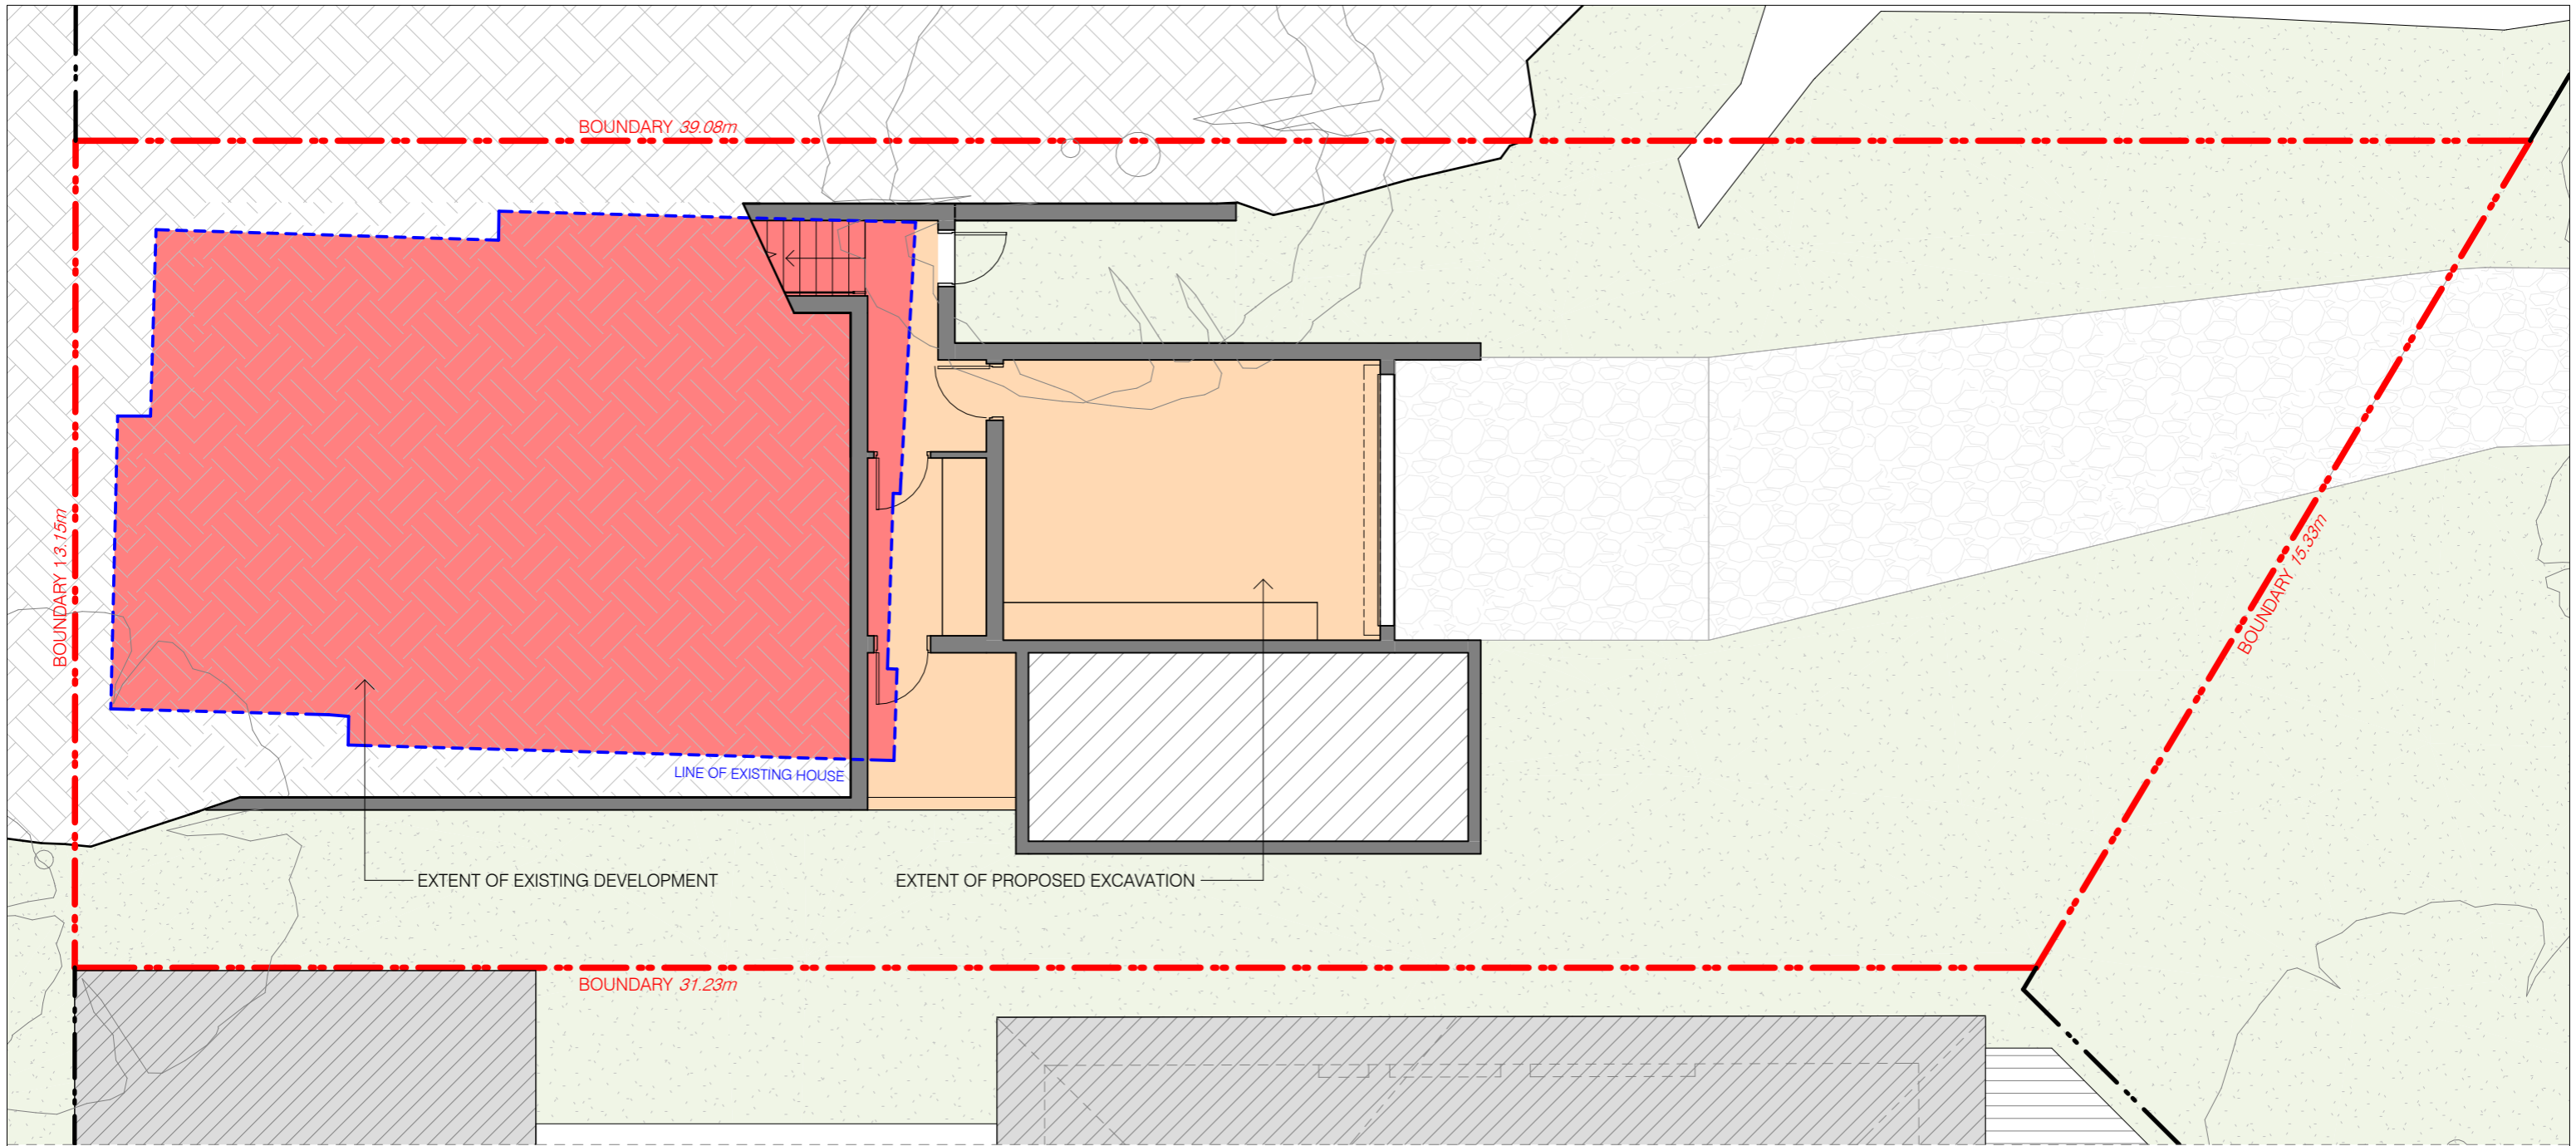 BOUNDARY 39.08m
BOUNDARY 13.15m
BOUNDARY 15.33m
LINE OF EXISTING HOUSE
EXTENT OF EXISTING DEVELOPMENT
EXTENT OF PROPOSED EXCAVATION
BOUNDARY 31.23m